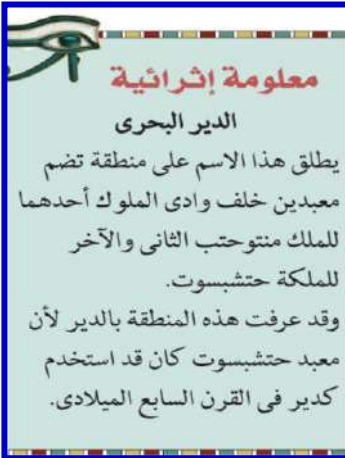 معلومة إثرائية
الدير البحرى
يطلق هذا الاسم على منطقة تضم
معبدين خلف وادى الملوك أحدهما
للملك منتوحتب الثانى والآخر
للملكة حتشبسوت.
وقد عرفت هذه المنطقة بالدير لأن
معبد حتشبسوت كان قد استخدم
كدير فى القرن السابع الميلادى.